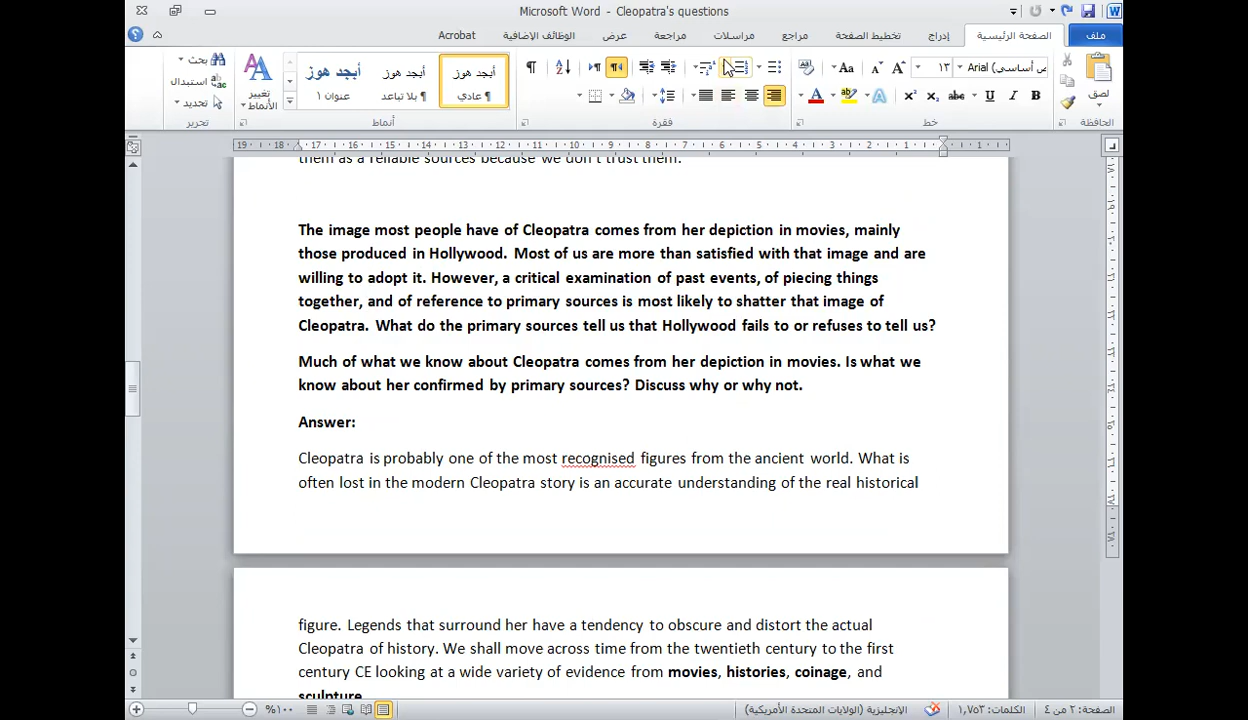 Microsoft Word - Cleopatra's questions
ملف
الصفحة الرئيسية
إدراج
تخطيط الصفحة
مراجع
مراسلات
مراجعة
عرض
الوظائف الإضافية
Acrobat
لصق
الحافظة
١٣
خط
فقرة
أبجد هوز
عادي
أبجد هوز
بلا تباعد
أبجد هوز
عنوان ١
تغيير الأنماط
أنماط
بحث
استبدال
تحديد
تحرير
them as a reliable sources because we don't trust them.
The image most people have of Cleopatra comes from her depiction in movies, mainly
those produced in Hollywood. Most of us are more than satisfied with that image and are
willing to adopt it. However, a critical examination of past events, of piecing things
together, and of reference to primary sources is most likely to shatter that image of
Cleopatra. What do the primary sources tell us that Hollywood fails to or refuses to tell us?
Much of what we know about Cleopatra comes from her depiction in movies. Is what we
know about her confirmed by primary sources? Discuss why or why not.
Answer:
Cleopatra is probably one of the most recognised figures from the ancient world. What is
often lost in the modern Cleopatra story is an accurate understanding of the real historical
figure. Legends that surround her have a tendency to obscure and distort the actual
Cleopatra of history. We shall move across time from the twentieth century to the first
century CE looking at a wide variety of evidence from movies, histories, coinage, and
sculpture
الصفحة: ٢ من ٤
الكلمات: ١,٧٥٣
الإنجليزية (الولايات المتحدة الأمريكية)
%١٠٠